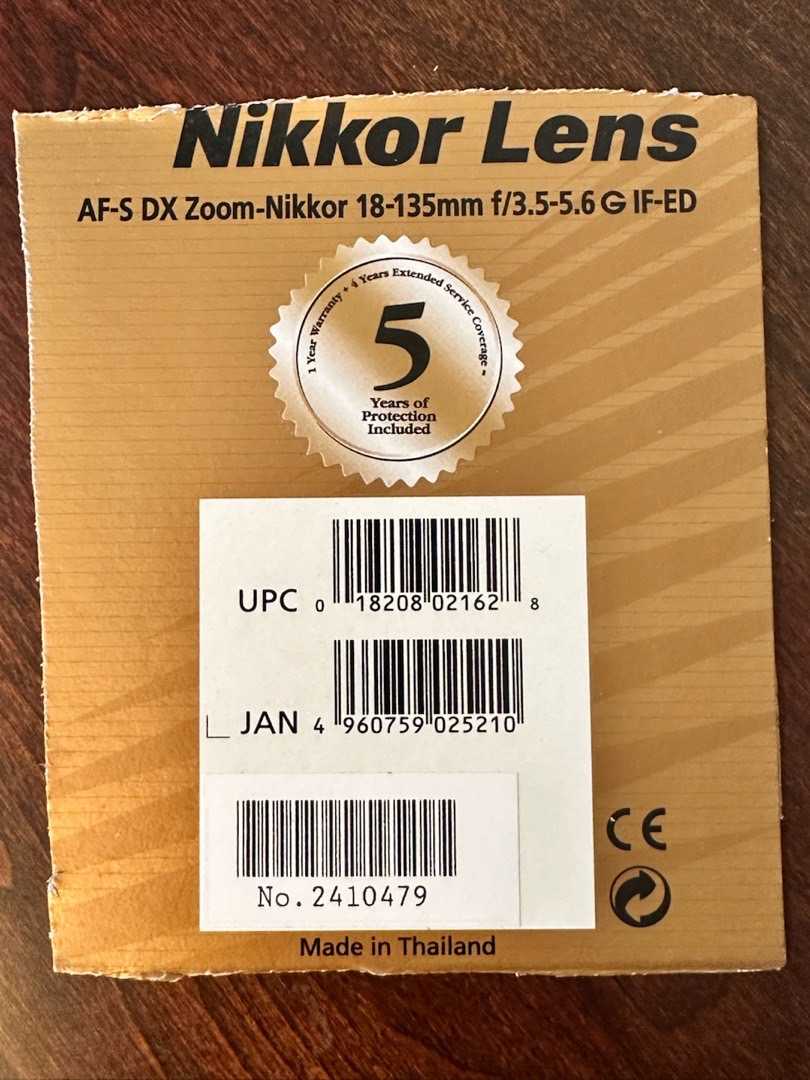 Nikkor Lens
AF-S DX Zoom-Nikkor 18-135mm f/3.5-5.6 G IF-ED
1 Year Warranty + 4 Years Extended Service Coverage =
5
Years of
Protection
Included
UPC 0 18208 02162 8
JAN 4 960759 025210
No. 2410479
CE
Made in Thailand